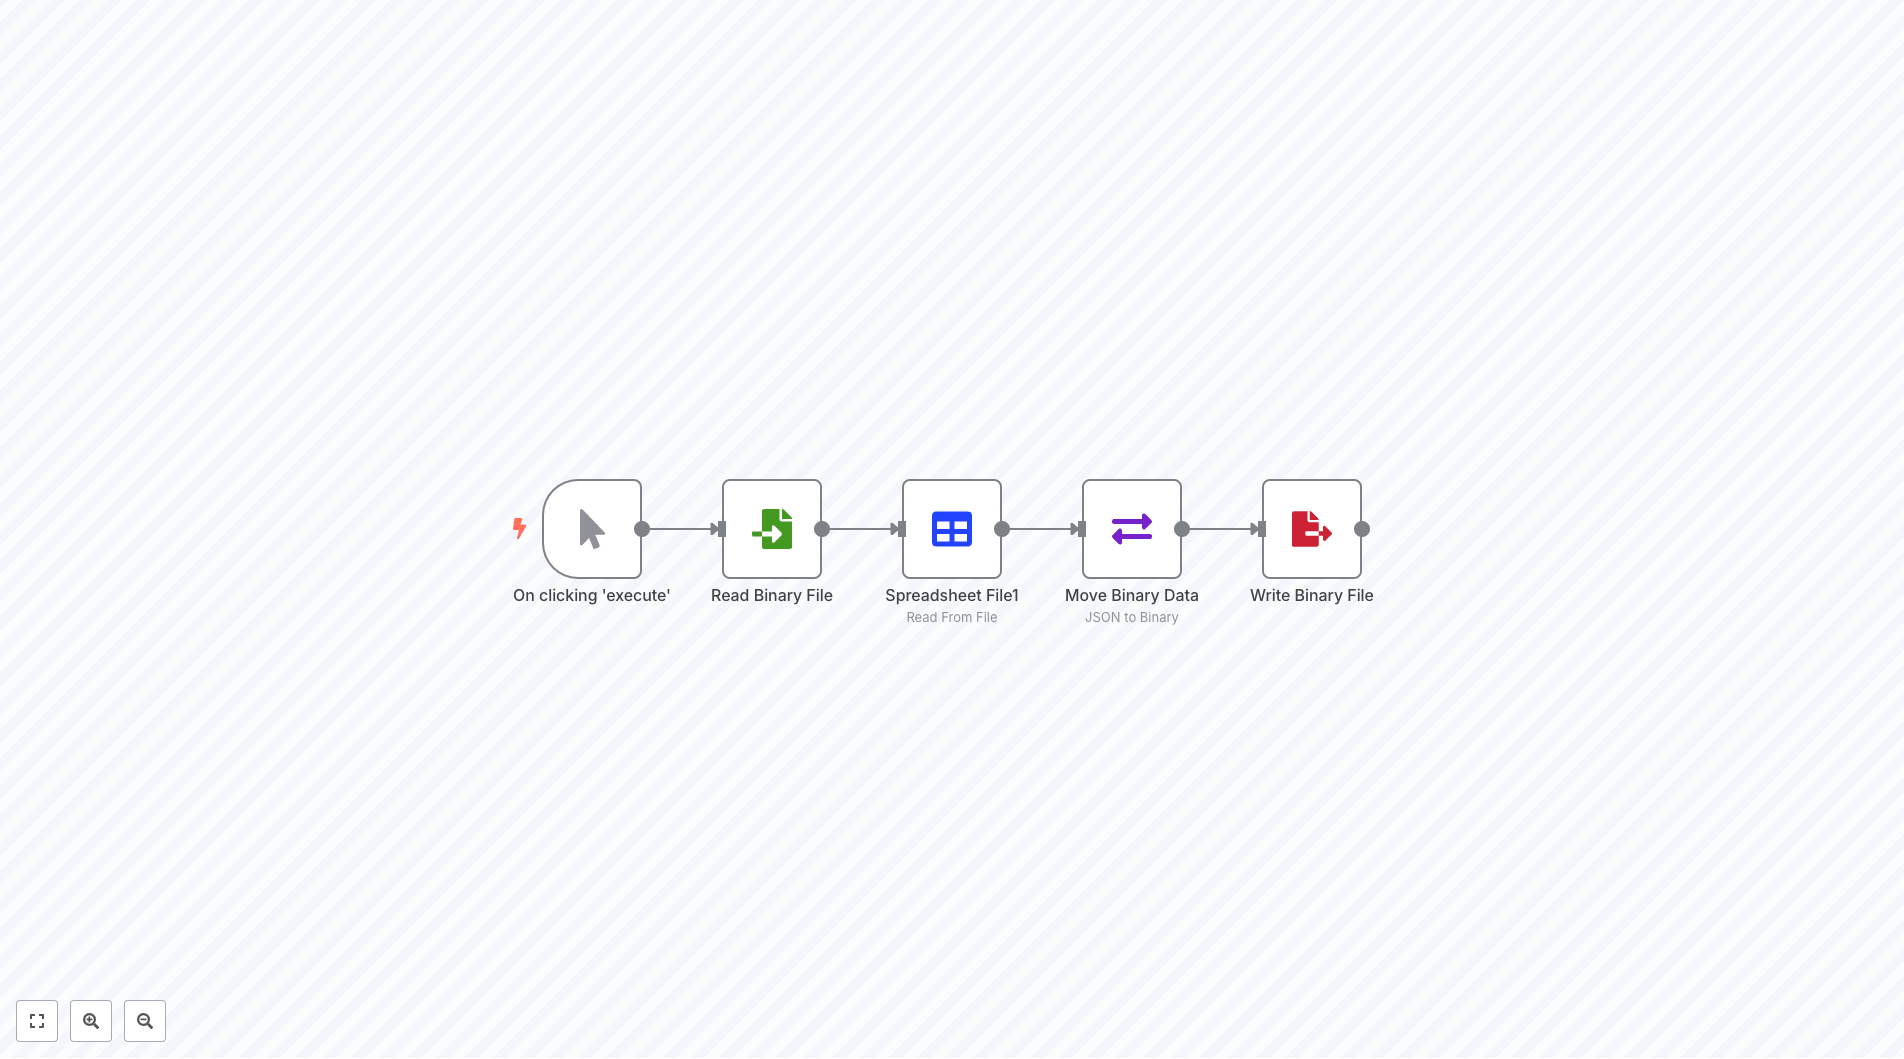 On clicking 'execute'
Read Binary File
Spreadsheet File1
Read From File
Move Binary Data
JSON to Binary
Write Binary File